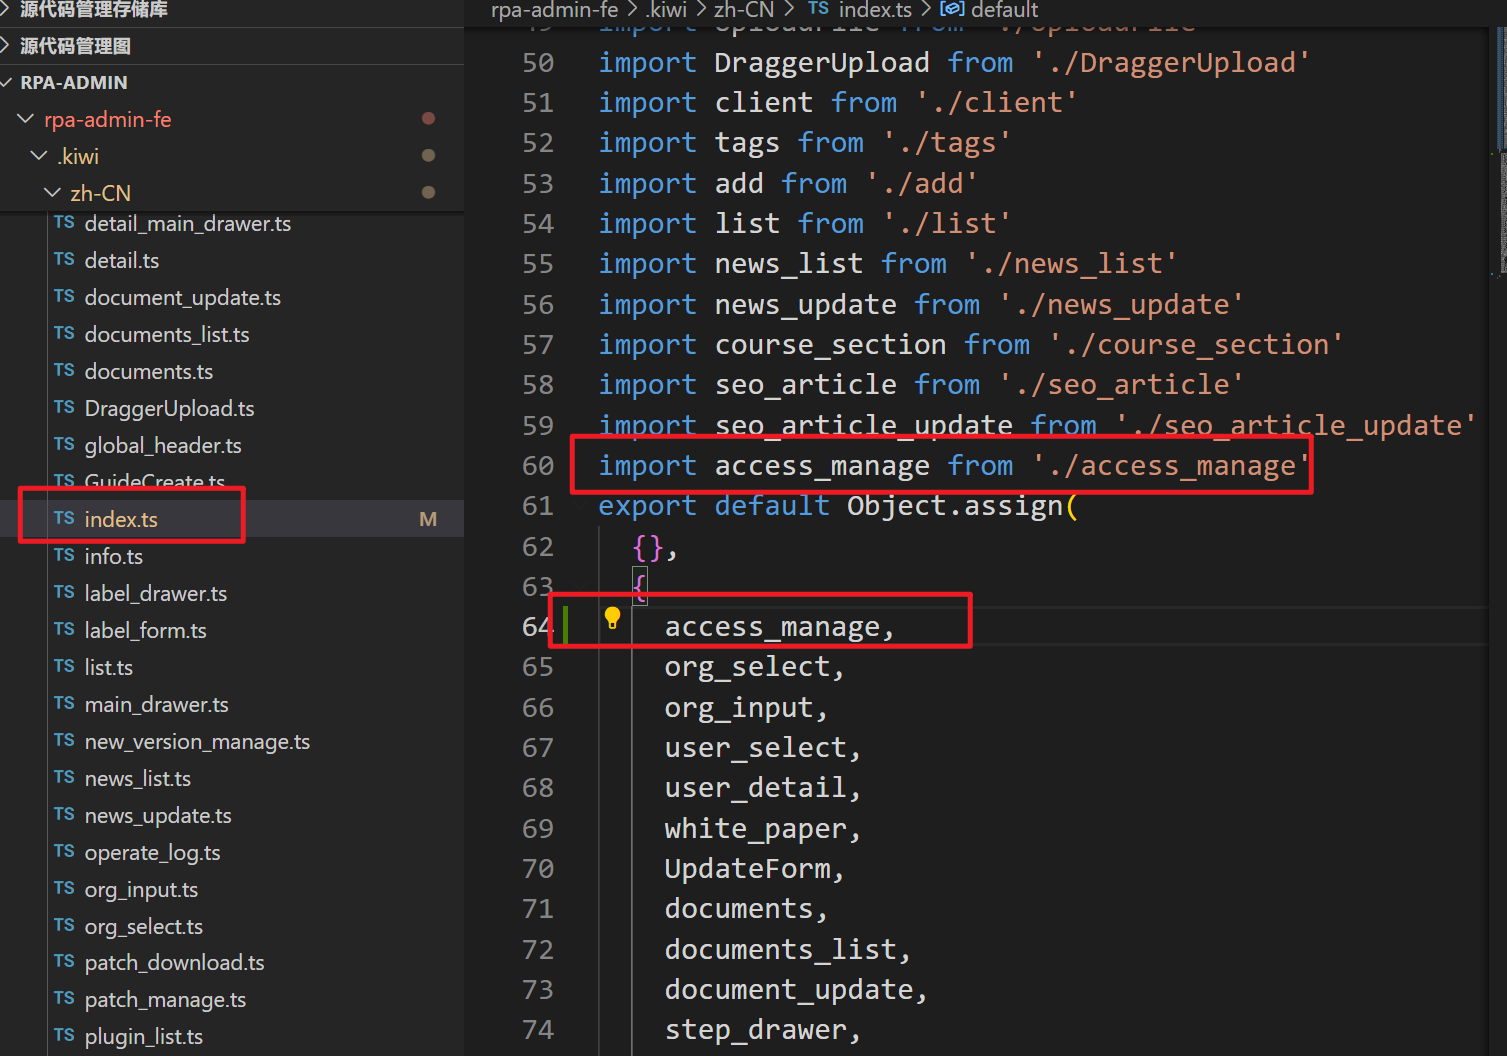 源代码管理存储库
源代码管理图
RPA-ADMIN
rpa-admin-fe
.kiwi
zh-CN
TS detail_main_drawer.ts
TS detail.ts
TS document_update.ts
TS documents_list.ts
TS documents.ts
TS DraggerUpload.ts
TS global_header.ts
TS GuideCreate.ts
TS index.ts M
TS info.ts
TS label_drawer.ts
TS label_form.ts
TS list.ts
TS main_drawer.ts
TS new_version_manage.ts
TS news_list.ts
TS news_update.ts
TS operate_log.ts
TS org_input.ts
TS org_select.ts
TS patch_download.ts
TS patch_manage.ts
TS plugin_list.ts
rpa-admin-fe > .kiwi > zh-CN > TS index.ts > default
49 import UploadFile from './UploadFile'
50 import DraggerUpload from './DraggerUpload'
51 import client from './client'
52 import tags from './tags'
53 import add from './add'
54 import list from './list'
55 import news_list from './news_list'
56 import news_update from './news_update'
57 import course_section from './course_section'
58 import seo_article from './seo_article'
59 import seo_article_update from './seo_article_update'
60 import access_manage from './access_manage'
61 export default Object.assign(
62 {},
63 {
64 access_manage,
65 org_select,
66 org_input,
67 user_select,
68 user_detail,
69 white_paper,
70 UpdateForm,
71 documents,
72 documents_list,
73 document_update,
74 step_drawer,